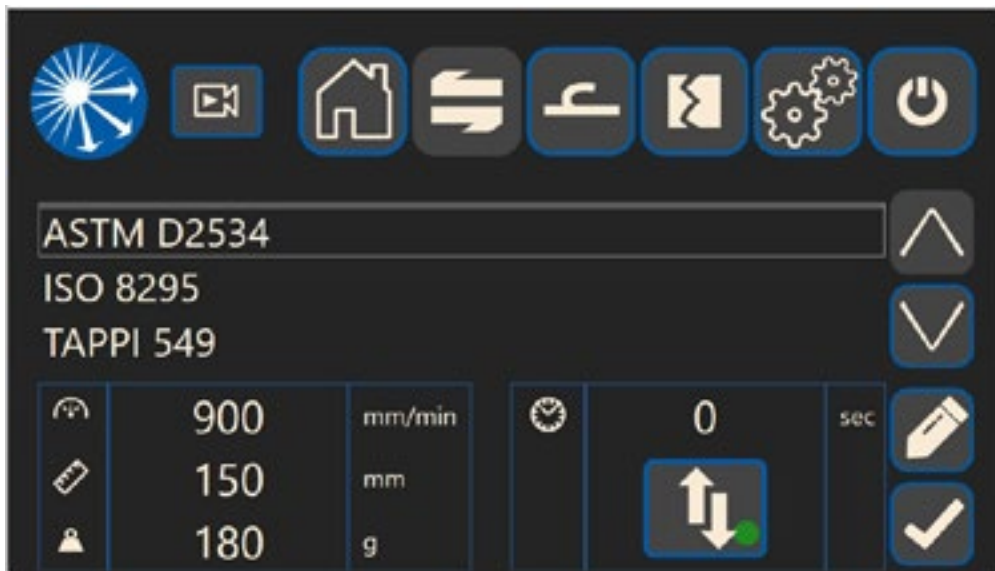 ASTM D2534
ISO 8295
TAPPI 549
900 mm/min
150 mm
180 g
0 sec